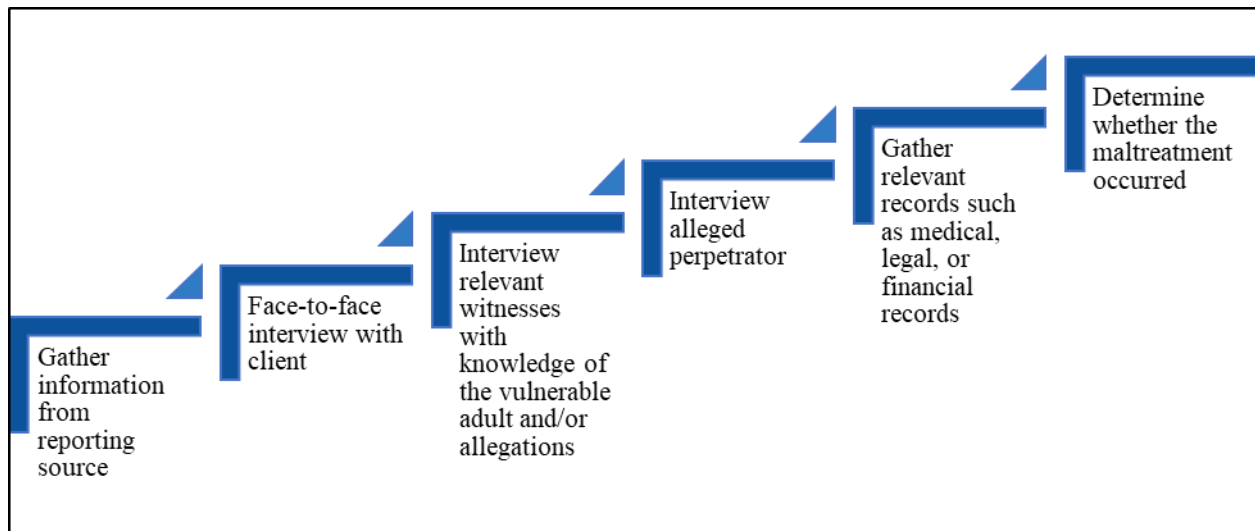 Gather
information
from
reporting
source
Face-to-face
interview with
client
Interview
relevant
witnesses
with
knowledge of
the vulnerable
adult and/or
allegations
Interview
alleged
perpetrator
Gather
relevant
records such
as medical,
legal, or
financial
records
Determine
whether the
maltreatment
occurred